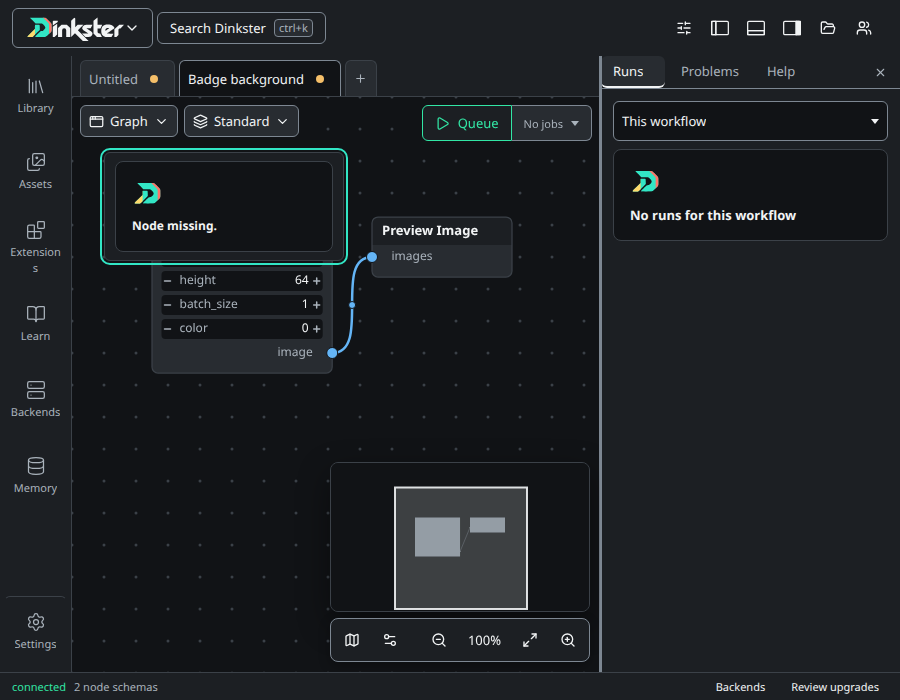 Dinkster
Search Dinkster ctrl+k
Untitled
Badge background
+
Runs
Problems
Help
Library
Assets
Extensions
Learn
Backends
Memory
Settings
Graph
Standard
Queue
No jobs
This workflow
No runs for this workflow
Node missing.
Preview Image
images
height 64
batch_size 1
color 0
image
100%
connected 2 node schemas
Backends
Review upgrades